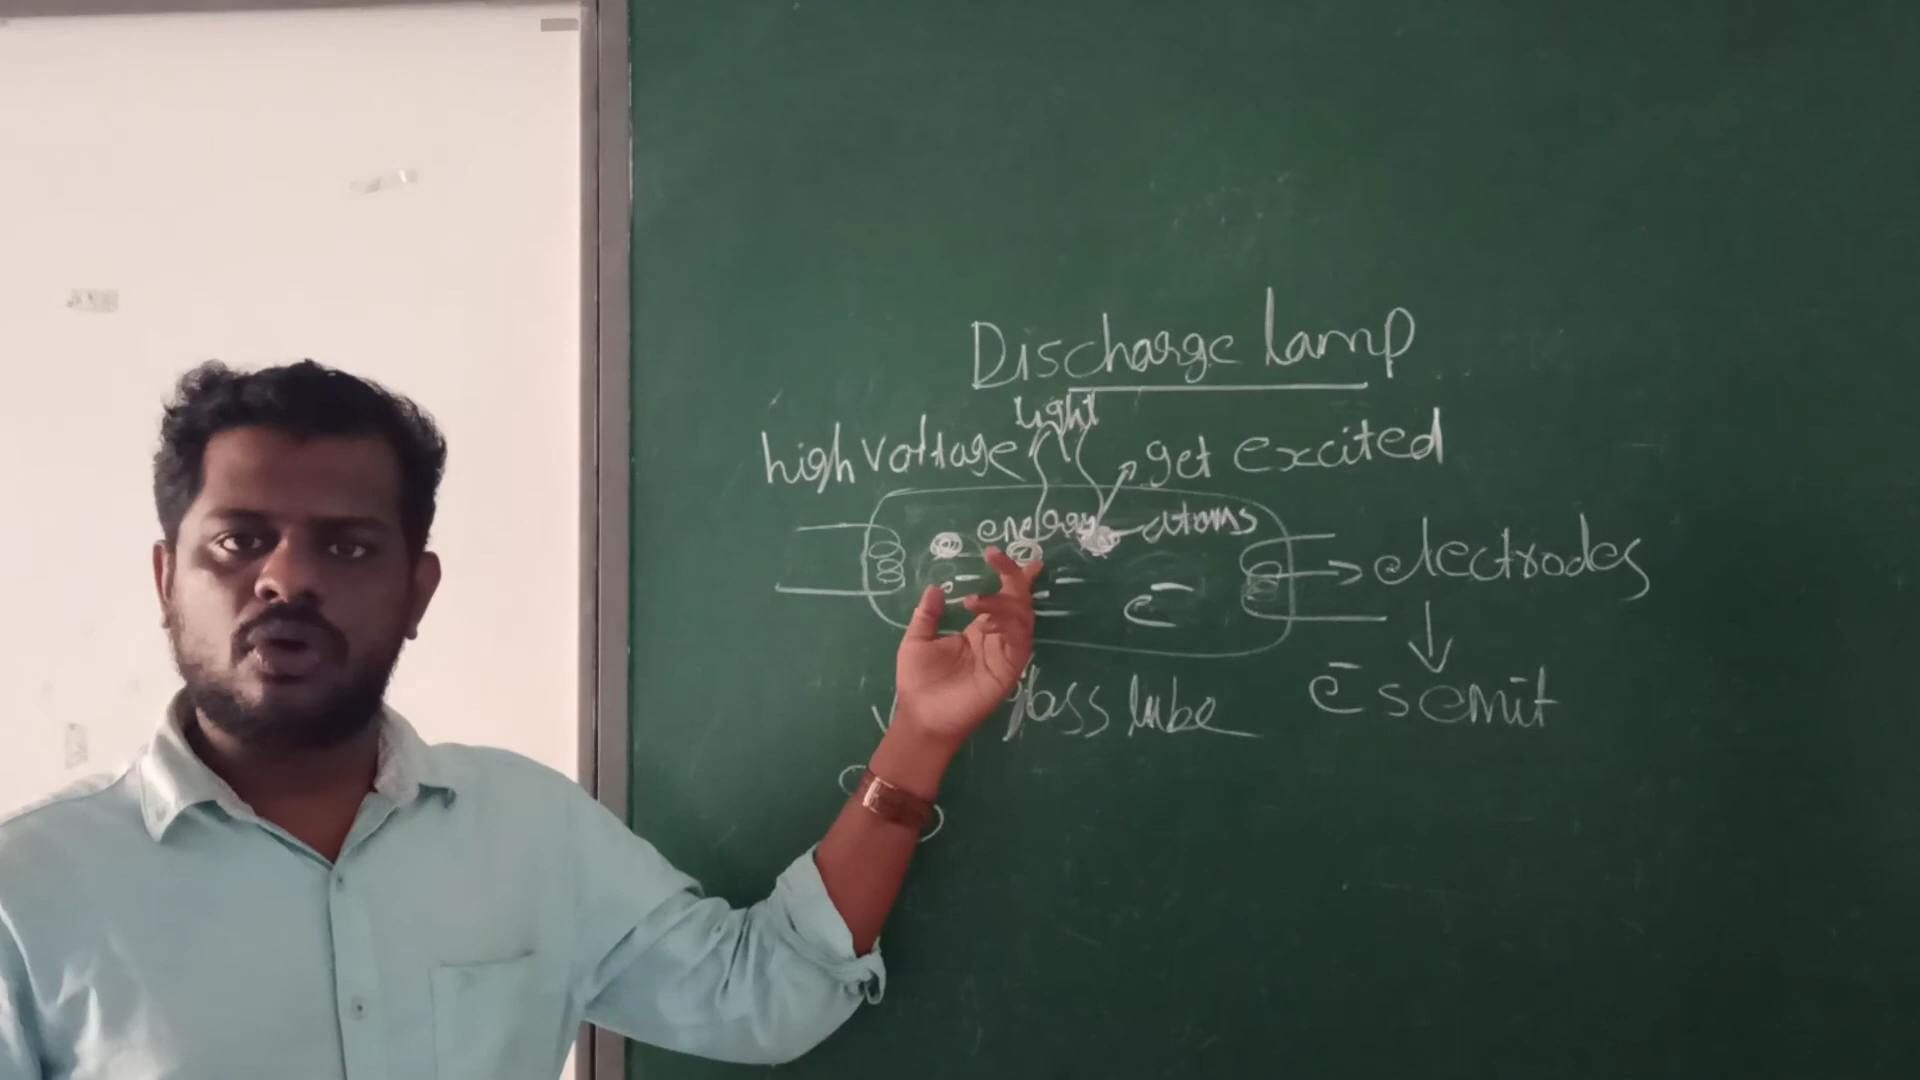 Discharge lamp
light
high voltage
get excited
energy
atoms
electrodes
e⁻
e⁻
glass tube
e⁻s emit